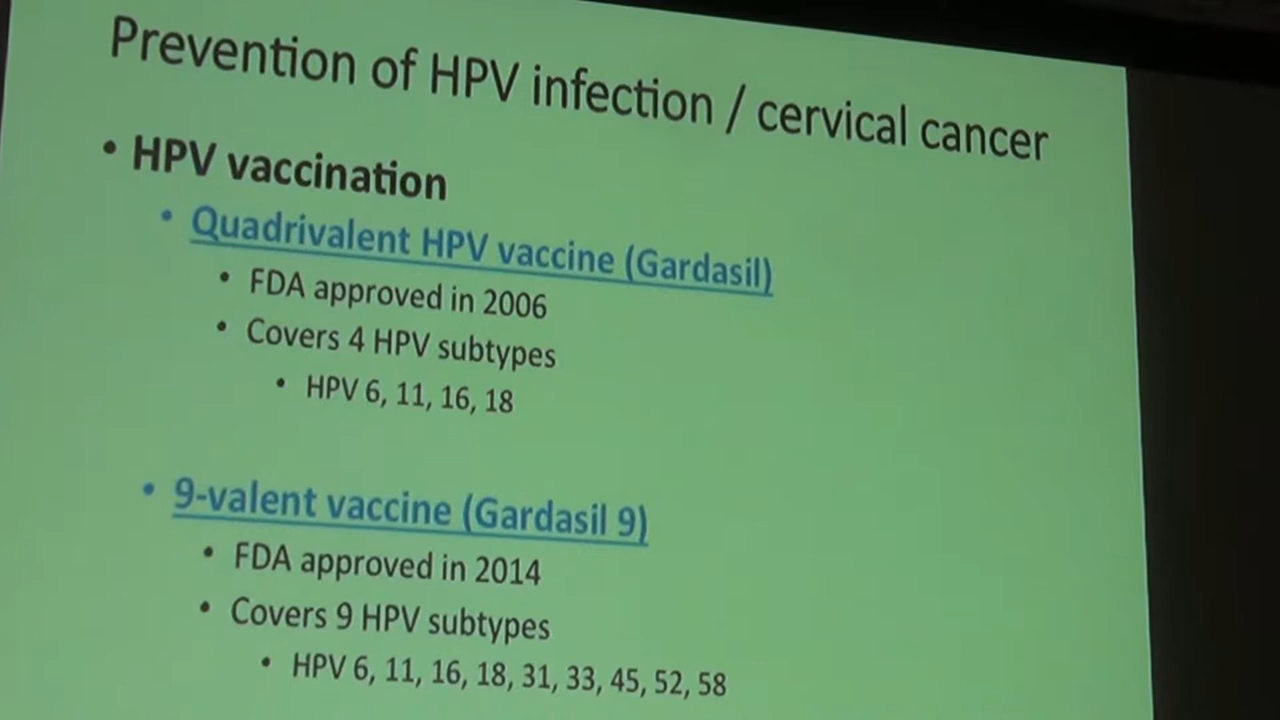 Prevention of HPV infection / cervical cancer
• HPV vaccination
• Quadrivalent HPV vaccine (Gardasil)
• FDA approved in 2006
• Covers 4 HPV subtypes
• HPV 6, 11, 16, 18
• 9-valent vaccine (Gardasil 9)
• FDA approved in 2014
• Covers 9 HPV subtypes
• HPV 6, 11, 16, 18, 31, 33, 45, 52, 58